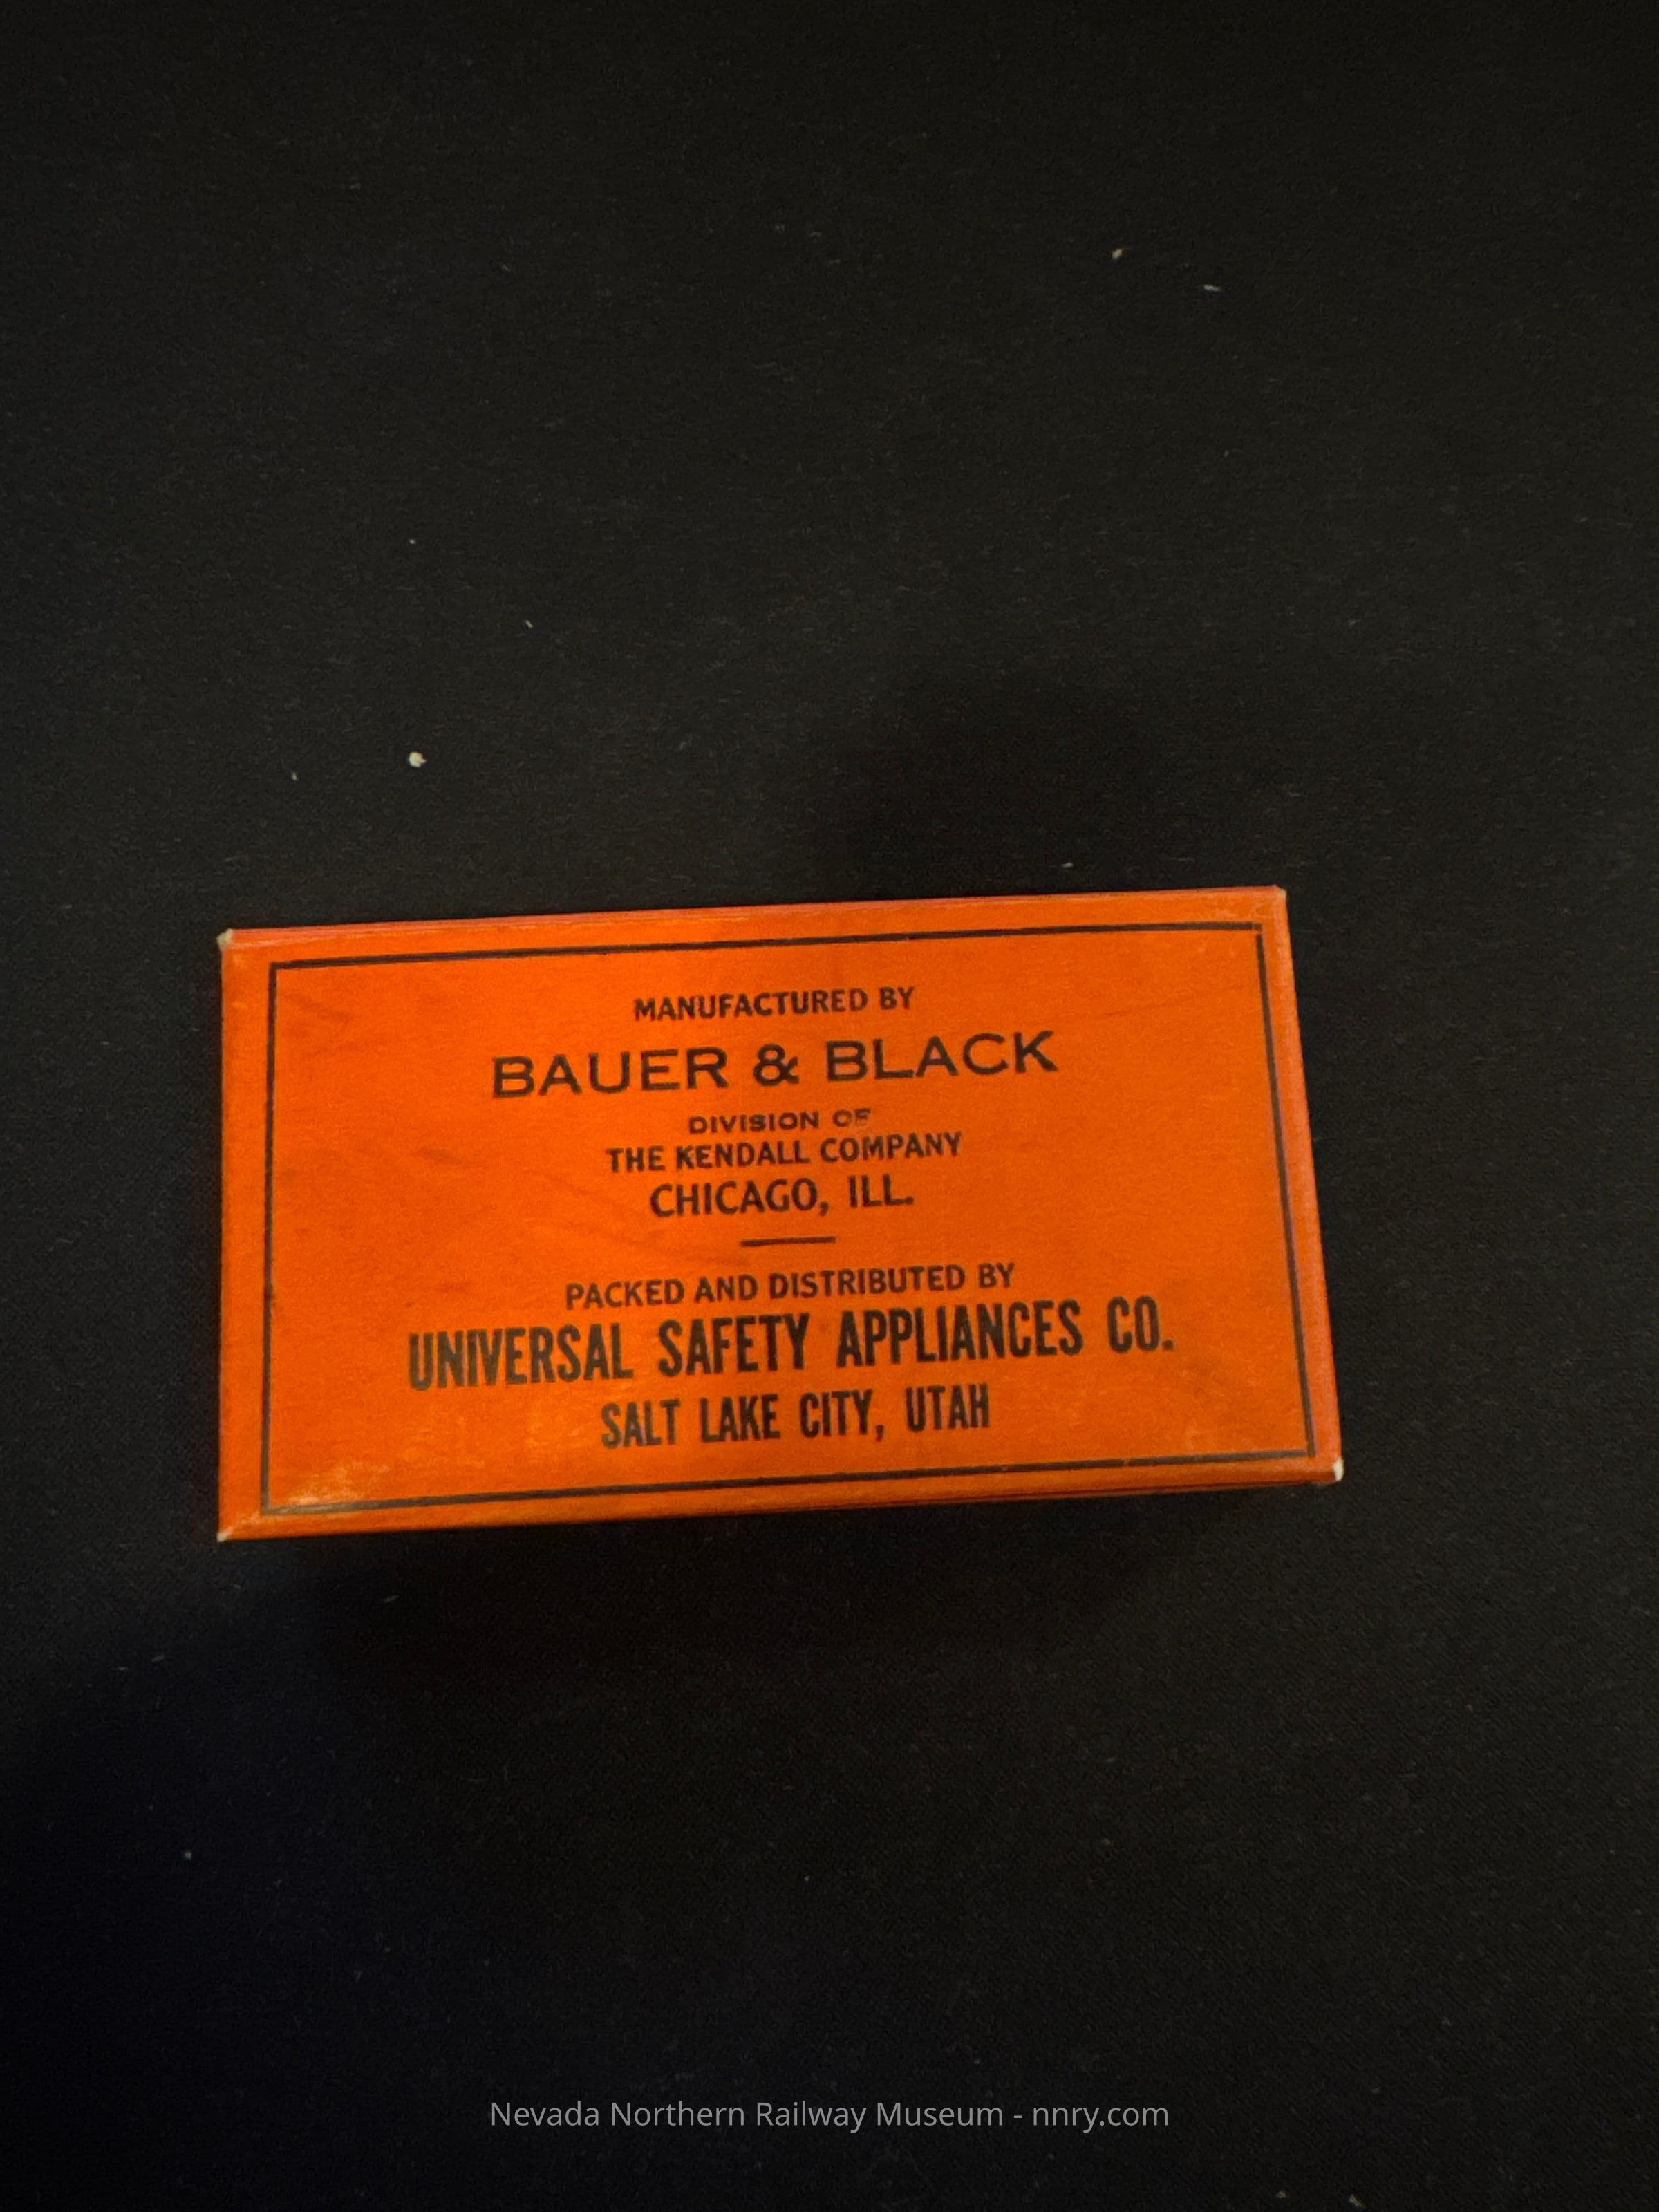 MANUFACTURED BY
BAUER & BLACK
DIVISION OF
THE KENDALL COMPANY
CHICAGO, ILL.
PACKED AND DISTRIBUTED BY
UNIVERSAL SAFETY APPLIANCES CO.
SALT LAKE CITY, UTAH
Nevada Northern Railway Museum - nnry.com